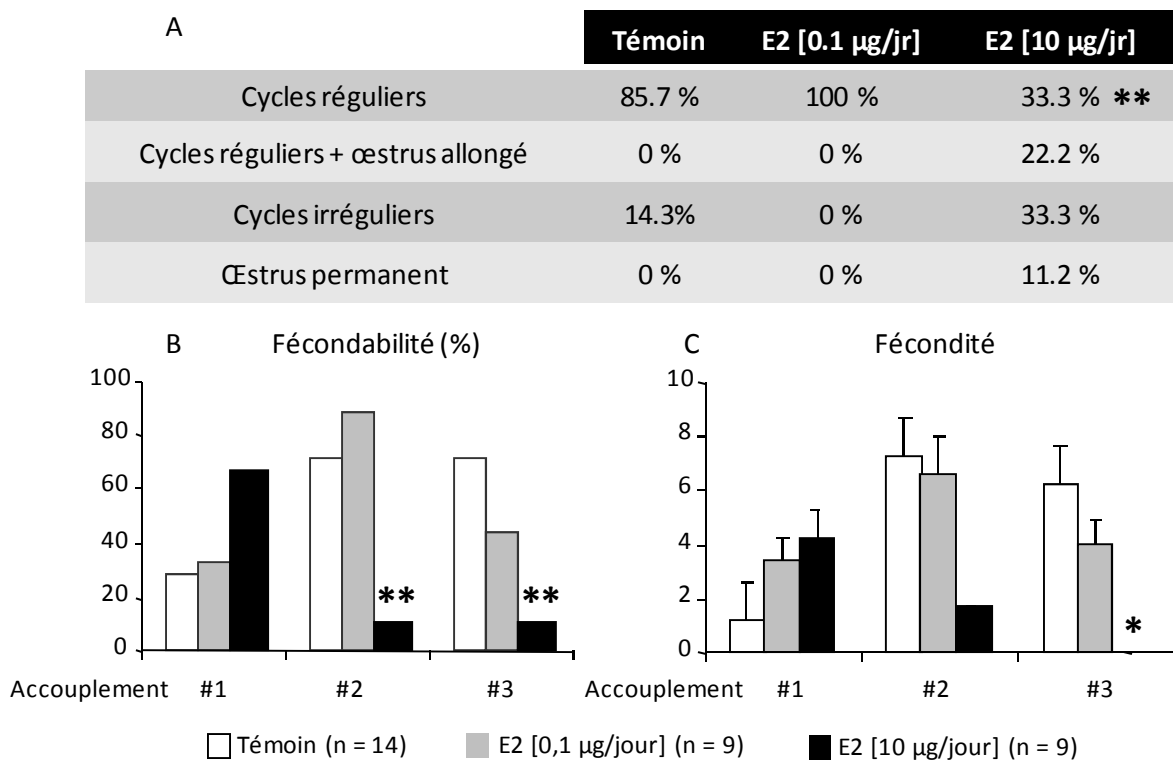 A
Témoin E2 [0.1 µg/jr] E2 [10 µg/jr]
Cycles réguliers 85.7 % 100 % 33.3 % **
Cycles réguliers + œstrus allongé 0 % 0 % 22.2 %
Cycles irréguliers 14.3% 0 % 33.3 %
Œstrus permanent 0 % 0 % 11.2 %
B Fécondabilité (%)
100
80
60
40
20
0
** **
Accouplement #1 #2 #3
C Fécondité
10
8
6
4
2
0
*
Accouplement #1 #2 #3
Témoin (n = 14) E2 [0,1 µg/jour] (n = 9) E2 [10 µg/jour] (n = 9)